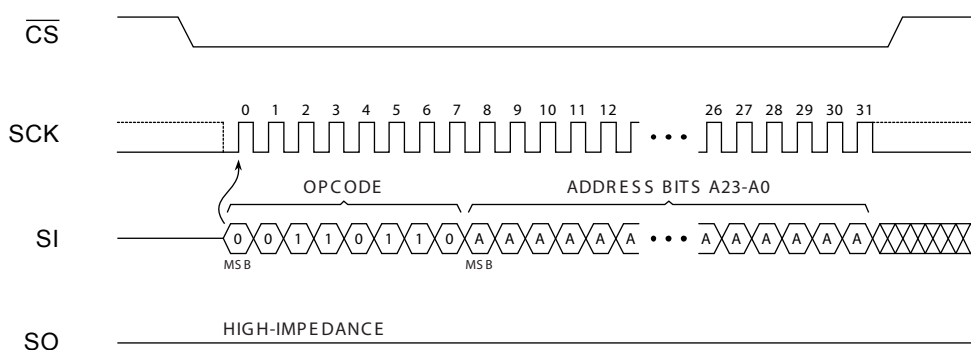 CS
0 1 2 3 4 5 6 7 8 9 10 11 12 26 27 28 29 30 31
SCK
OPCODE ADDRESS BITS A23-A0
SI 0 0 1 1 0 1 1 0 A A A A A A A A A A A A
MSB MSB
HIGH-IMPEDANCE
SO